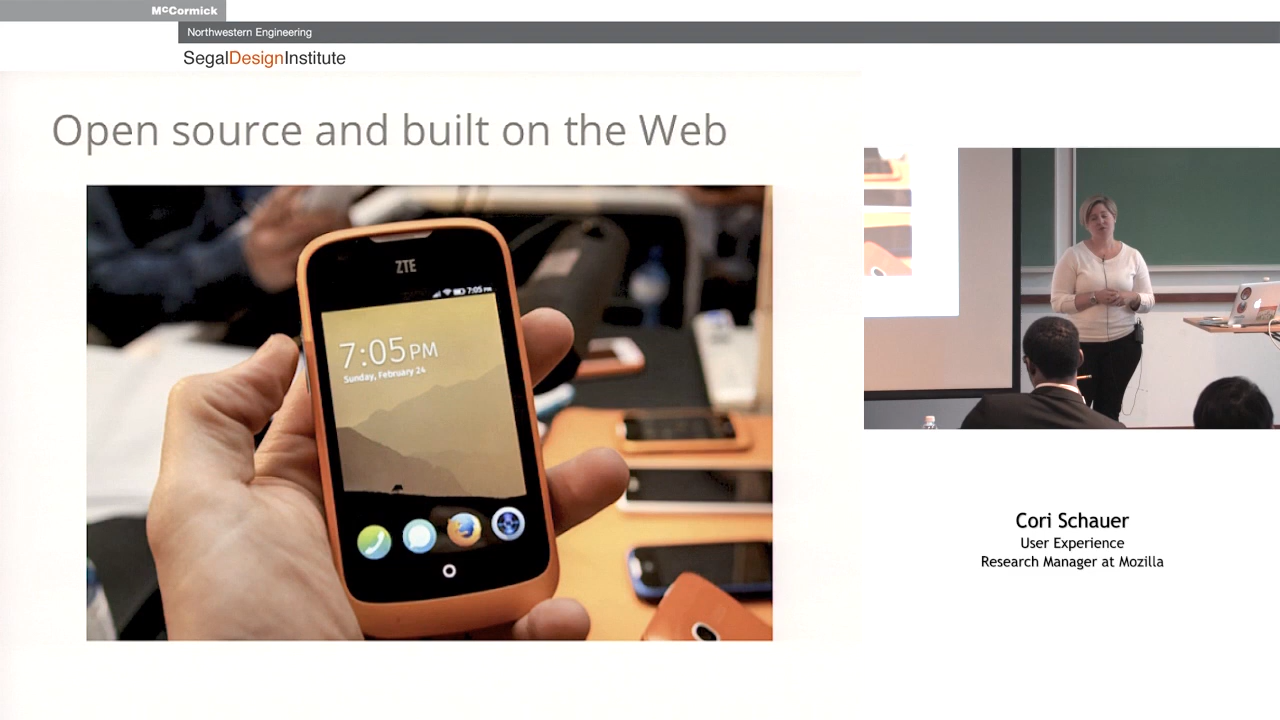 McCormick
Northwestern Engineering
SegalDesignInstitute
Open source and built on the Web
ZTE
7:05 PM
7:05 PM
Sunday, February 24
Cori Schauer
User Experience
Research Manager at Mozilla